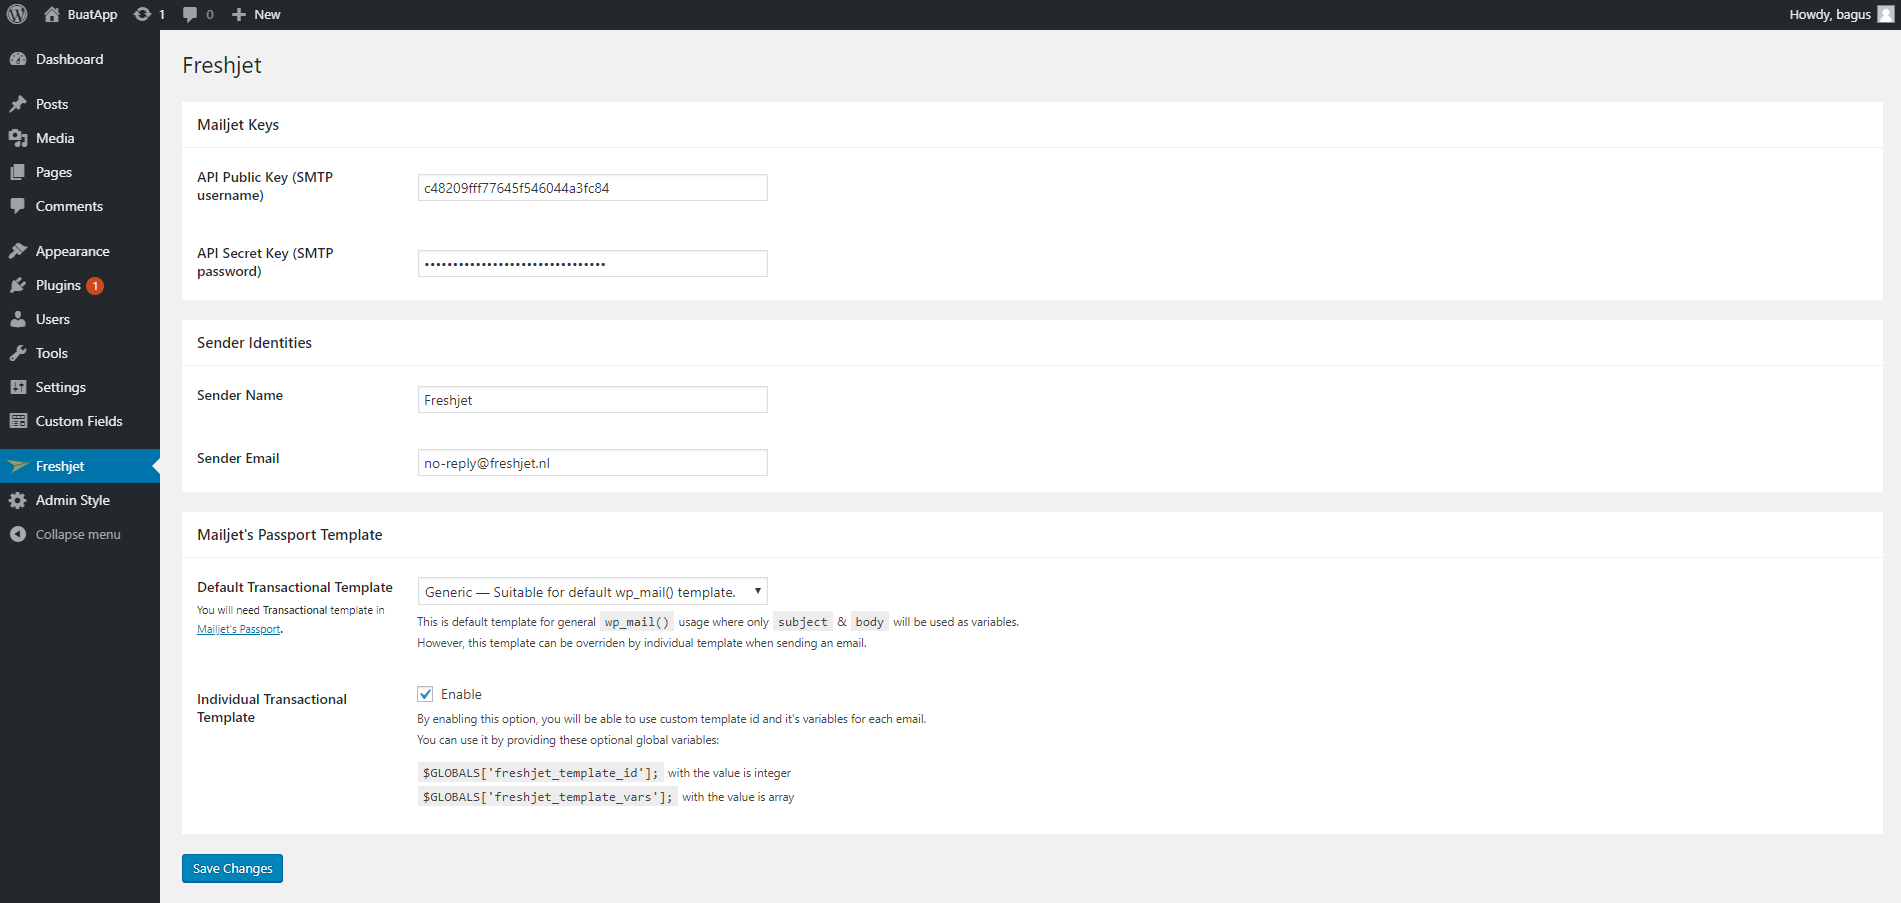 BuatApp 1 0 New Howdy, bagus
Dashboard
Posts
Media
Pages
Comments
Appearance
Plugins 1
Users
Tools
Settings
Custom Fields
Freshjet
Admin Style
Collapse menu
Freshjet
Mailjet Keys
API Public Key (SMTP
username)
c48209fff77645f546044a3fc84
API Secret Key (SMTP
password)
••••••••••••••••••••••••••••••••
Sender Identities
Sender Name
Freshjet
Sender Email
no-reply@freshjet.nl
Mailjet's Passport Template
Default Transactional Template
You will need Transactional template in
Mailjet's Passport.
Generic — Suitable for default wp_mail() template.
This is default template for general wp_mail() usage where only subject & body will be used as variables.
However, this template can be overriden by individual template when sending an email.
Individual Transactional
Template
Enable
By enabling this option, you will be able to use custom template id and it's variables for each email.
You can use it by providing these optional global variables:
$GLOBALS['freshjet_template_id']; with the value is integer
$GLOBALS['freshjet_template_vars']; with the value is array
Save Changes